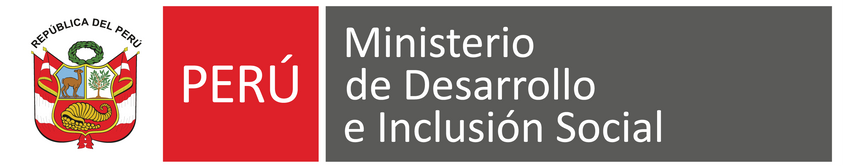 REPÚBLICA DEL PERÚ
PERÚ
Ministerio
de Desarrollo
e Inclusión Social